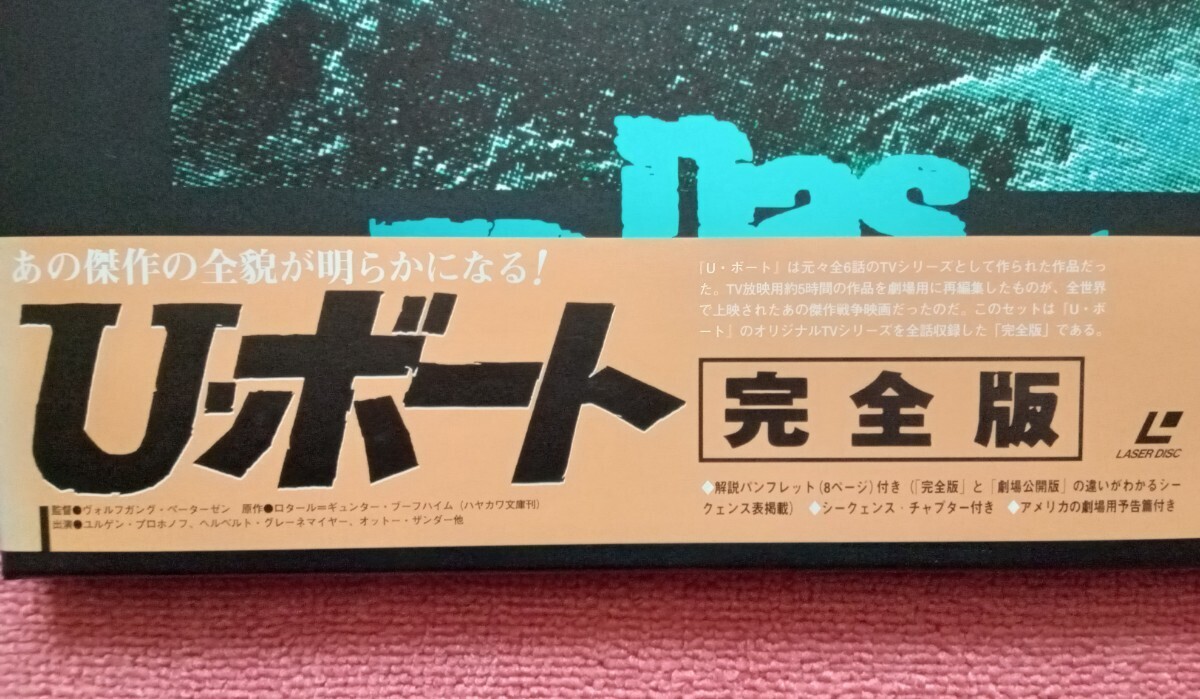 Das
あの傑作の全貌が明らかになる!
Uッボート
監督●ヴォルフガング・ペーターゼン 原作●ロタール=ギュンター・ブーフハイム(ハヤカワ文庫刊)
出演●ユルゲン・プロホノフ、ヘルベルト・グレーネマイヤー、オットー・ザンダー他
「U・ボート」は元々全6話のTVシリーズとして作られた作品だっ
た。TV放映用約5時間の作品を劇場用に再編集したものが、全世界
で上映されたあの傑作戦争映画だったのだ。このセットは「U・ボ
ート」のオリジナルTVシリーズを全話収録した「完全版」である。
完全版
LASER DISC
◆解説パンフレット(8ページ)付き(「完全版」と「劇場公開版」の違いがわかるシー
クェンス表掲載) ◆シークェンス・チャプター付き ◆アメリカの劇場用予告篇付き